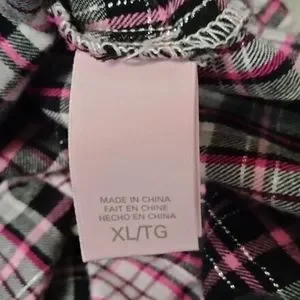 MADE IN CHINA
FAIT EN CHINE
HECHO EN CHINA
XL/TG